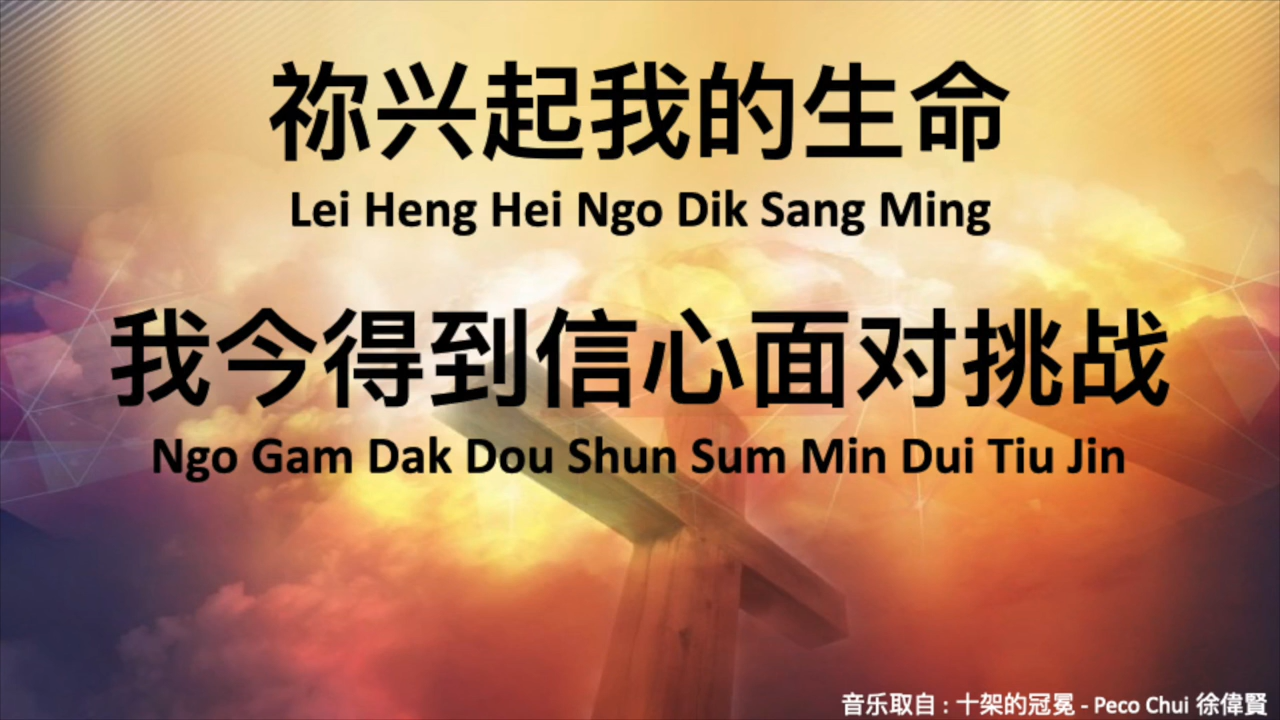 祢兴起我的生命
Lei Heng Hei Ngo Dik Sang Ming
我今得到信心面对挑战
Ngo Gam Dak Dou Shun Sum Min Dui Tiu Jin
音乐取自 : 十架的冠冕 - Peco Chui 徐偉賢